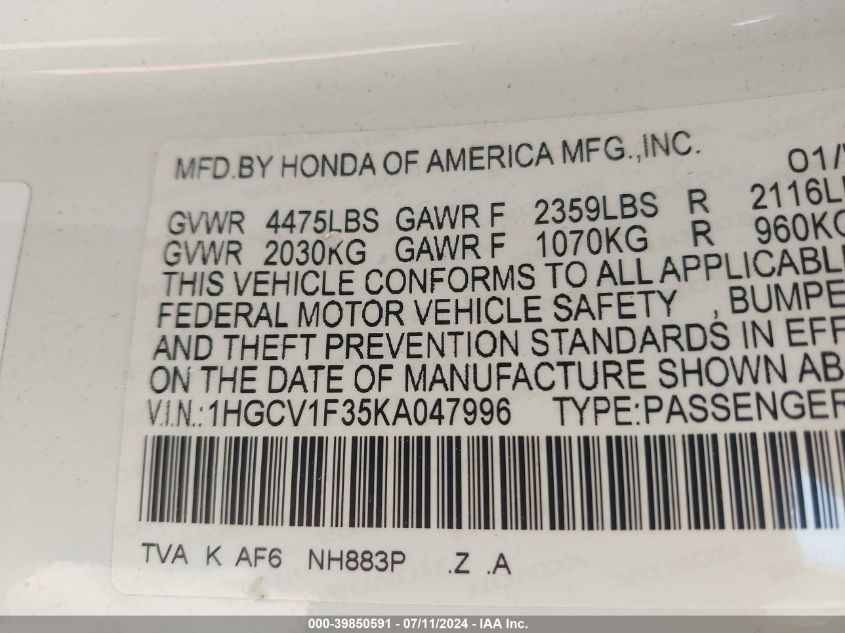 MFD.BY HONDA OF AMERICA MFG.,INC. 01/
GVWR 4475LBS GAWR F 2359LBS R 2116L
GVWR 2030KG GAWR F 1070KG R 960KG
THIS VEHICLE CONFORMS TO ALL APPLICABL
FEDERAL MOTOR VEHICLE SAFETY , BUMPE
AND THEFT PREVENTION STANDARDS IN EFF
ON THE DATE OF MANUFACTURE SHOWN AB
V.I.N.:1HGCV1F35KA047996 TYPE:PASSENGER
TVA K AF6 NH883P .Z .A
000-39850591 - 07/11/2024 - IAA Inc.